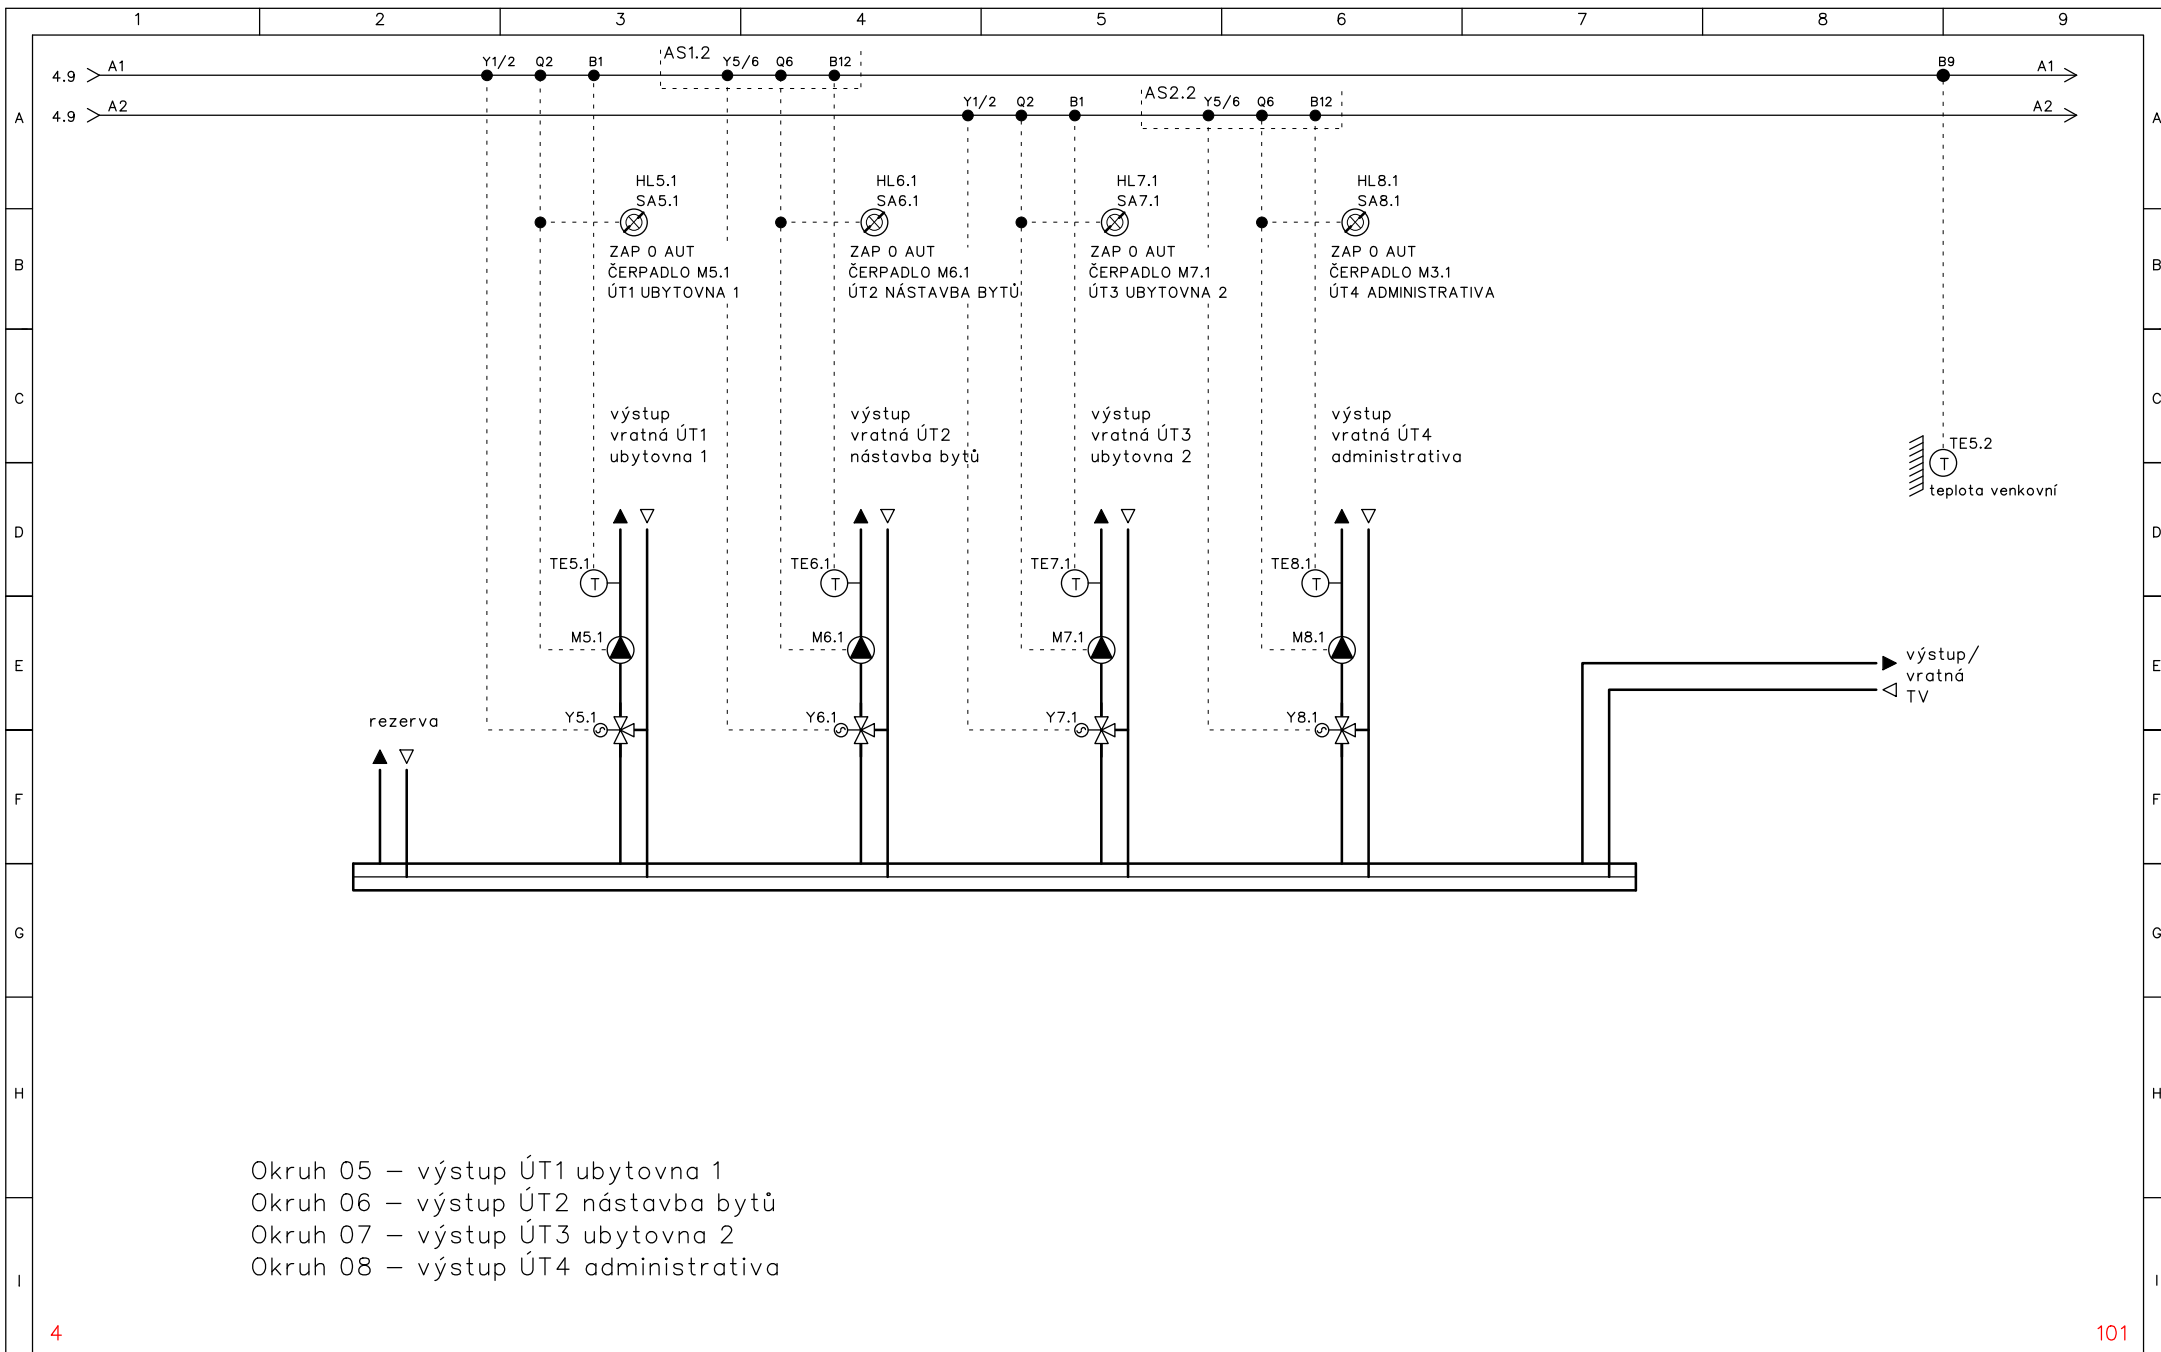 1 2 3 4 5 6 7 8 9
4.9 A1 Y1/2 Q2 B1 AS1.2 Y5/6 Q6 B12 B9 A1
4.9 A2 Y1/2 Q2 B1 AS2.2 Y5/6 Q6 B12 A2
A A
HL5.1 HL6.1 HL7.1 HL8.1
SA5.1 SA6.1 SA7.1 SA8.1
ZAP 0 AUT ZAP 0 AUT ZAP 0 AUT ZAP 0 AUT
B ČERPADLO M5.1 ČERPADLO M6.1 ČERPADLO M7.1 ČERPADLO M3.1 B
ÚT1 UBYTOVNA 1 ÚT2 NÁSTAVBA BYTŮ ÚT3 UBYTOVNA 2 ÚT4 ADMINISTRATIVA
C C
výstup výstup výstup výstup
vratná ÚT1 vratná ÚT2 vratná ÚT3 vratná ÚT4
ubytovna 1 nástavba bytů ubytovna 2 administrativa
TE5.2
T
teplota venkovní
D D
TE5.1 TE6.1 TE7.1 TE8.1
T T T T
M5.1 M6.1 M7.1 M8.1
E E
výstup/
vratná
TV
rezerva Y5.1 Y6.1 Y7.1 Y8.1
F F
G G
H H
Okruh 05 – výstup ÚT1 ubytovna 1
Okruh 06 – výstup ÚT2 nástavba bytů
Okruh 07 – výstup ÚT3 ubytovna 2
Okruh 08 – výstup ÚT4 administrativa
I I
4 101